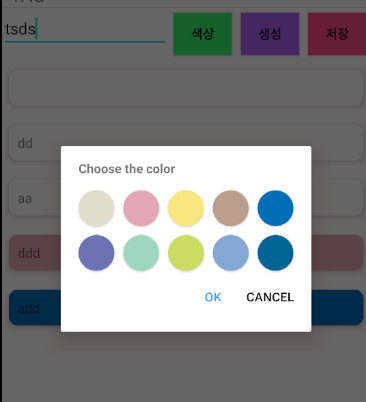 tsds
색상
생성
저장
dd
aa
Choose the color
ddd
OK CANCEL
add